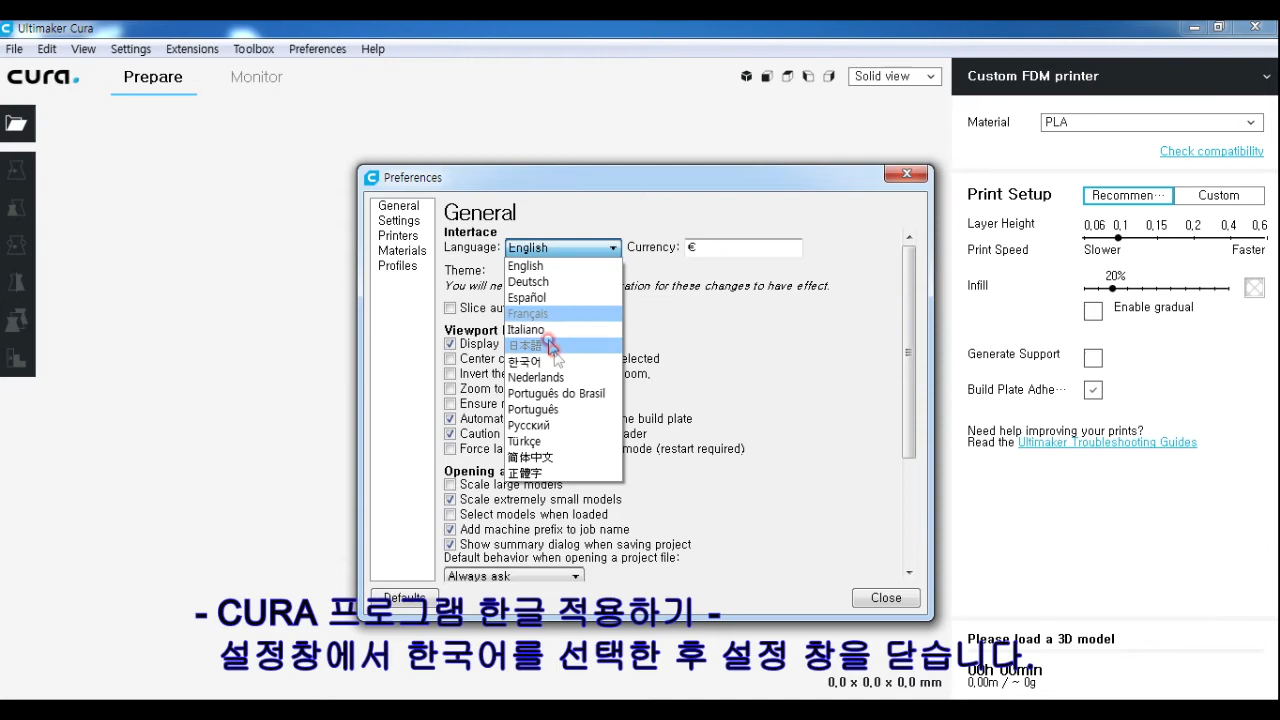 Ultimaker Cura
File Edit View Settings Extensions Toolbox Preferences Help
cura. Prepare Monitor Solid view Custom FDM printer
Material PLA
Check compatibility
Print Setup Recommen··· Custom
Layer Height 0,06 0,1 0,15 0,2 0,4 0,6
Print Speed Slower Faster
Infill 20%
Enable gradual
Generate Support
Build Plate Adhe···
Need help improving your prints?
Read the Ultimaker Troubleshooting Guides
Please load a 3D model
00h 00min
0,00m / ~ 0g
0,0 x 0,0 x 0,0 mm
Preferences
General
Settings
Printers
Materials
Profiles
General
Interface
Language: English Currency: €
Theme:
You will ne ation for these changes to have effect.
Slice au
Viewport
Display
Center c elected
Invert the oom,
Zoom to
Ensure
Automat he build plate
Caution ader
Force la mode (restart required)
English
Deutsch
Español
Français
Italiano
日本語
한국어
Nederlands
Português do Brasil
Português
Русский
Türkçe
简体中文
正體字
Opening a
Scale large models
Scale extremely small models
Select models when loaded
Add machine prefix to job name
Show summary dialog when saving project
Default behavior when opening a project file:
Always ask
Defaults Close
- CURA 프로그램 한글 적용하기 -
설정창에서 한국어를 선택한 후 설정 창을 닫습니다.